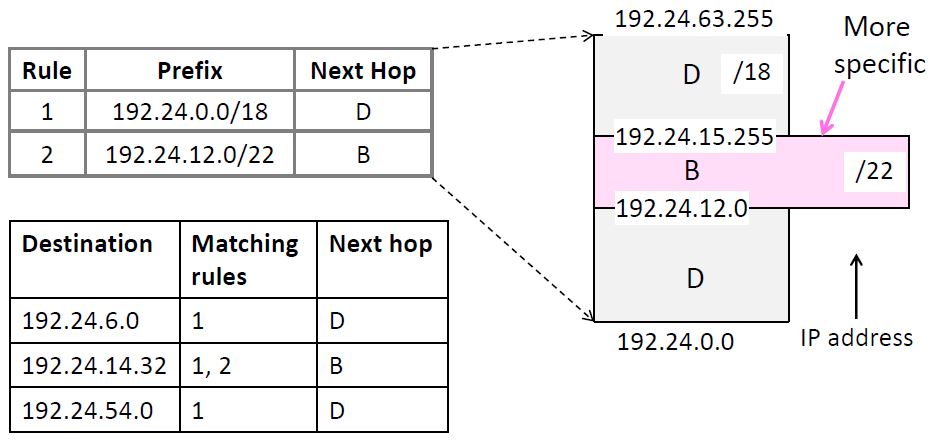 Rule Prefix Next Hop
1 192.24.0.0/18 D
2 192.24.12.0/22 B
Destination Matching rules Next hop
192.24.6.0 1 D
192.24.14.32 1, 2 B
192.24.54.0 1 D
192.24.63.255
D /18
More
specific
192.24.15.255
B /22
192.24.12.0
D
192.24.0.0
IP address